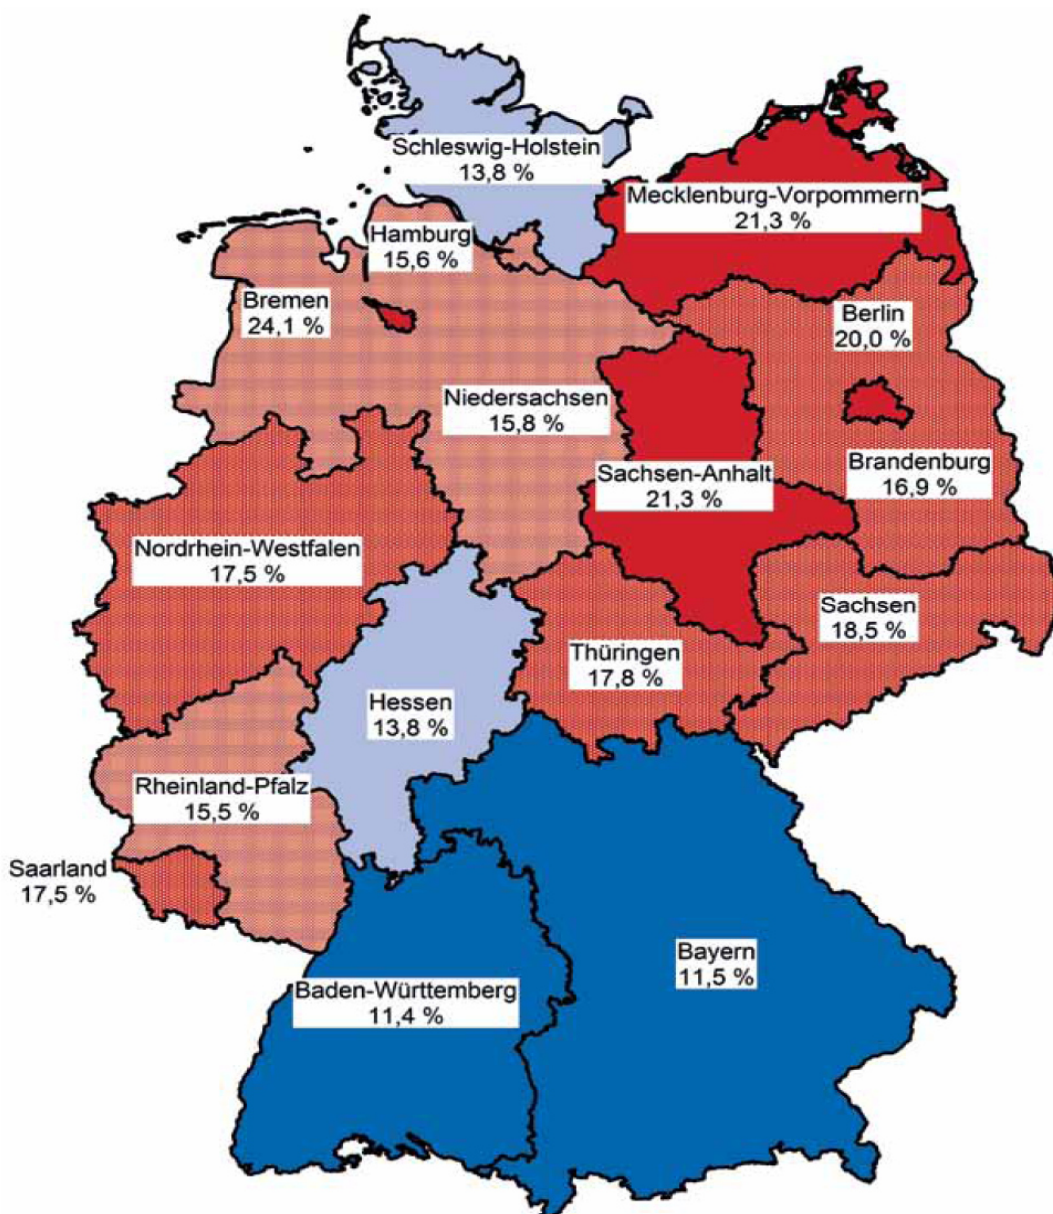 Schleswig-Holstein
13,8 %
Mecklenburg-Vorpommern
21,3 %
Hamburg
15,6 %
Bremen
24,1 %
Berlin
20,0 %
Niedersachsen
15,8 %
Sachsen-Anhalt
21,3 %
Brandenburg
16,9 %
Nordrhein-Westfalen
17,5 %
Sachsen
18,5 %
Thüringen
17,8 %
Hessen
13,8 %
Rheinland-Pfalz
15,5 %
Saarland
17,5 %
Bayern
11,5 %
Baden-Württemberg
11,4 %